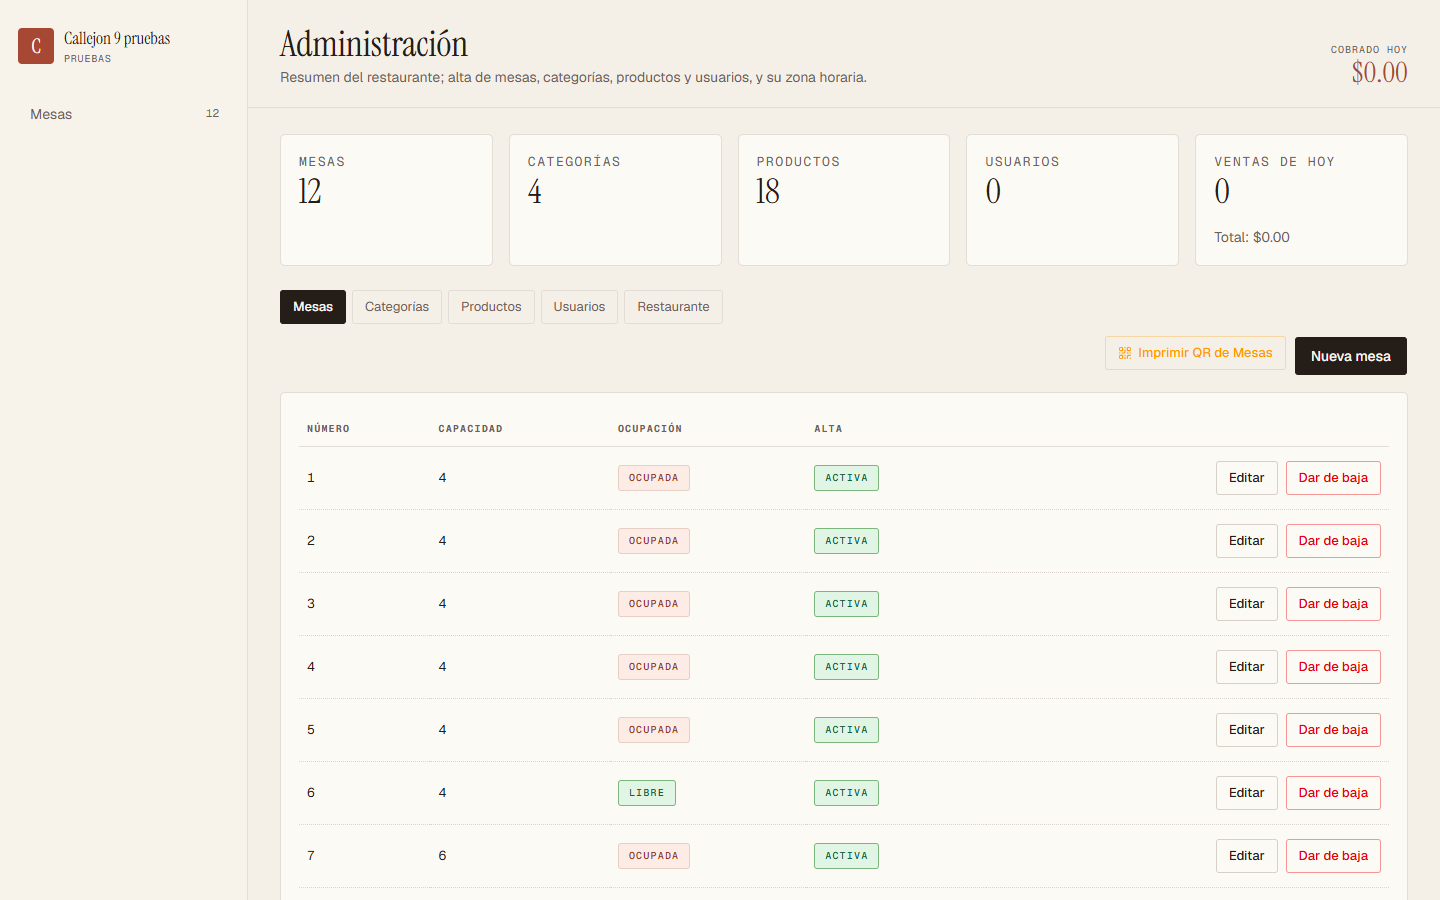 C
Callejon 9 pruebas
PRUEBAS
Mesas 12
Administración
Resumen del restaurante; alta de mesas, categorías, productos y usuarios, y su zona horaria.
COBRADO HOY
$0.00
MESAS
12
CATEGORÍAS
4
PRODUCTOS
18
USUARIOS
0
VENTAS DE HOY
0
Total: $0.00
Mesas Categorías Productos Usuarios Restaurante
Imprimir QR de Mesas Nueva mesa
NÚMERO CAPACIDAD OCUPACIÓN ALTA
1 4 OCUPADA ACTIVA Editar Dar de baja
2 4 OCUPADA ACTIVA Editar Dar de baja
3 4 OCUPADA ACTIVA Editar Dar de baja
4 4 OCUPADA ACTIVA Editar Dar de baja
5 4 OCUPADA ACTIVA Editar Dar de baja
6 4 LIBRE ACTIVA Editar Dar de baja
7 6 OCUPADA ACTIVA Editar Dar de baja